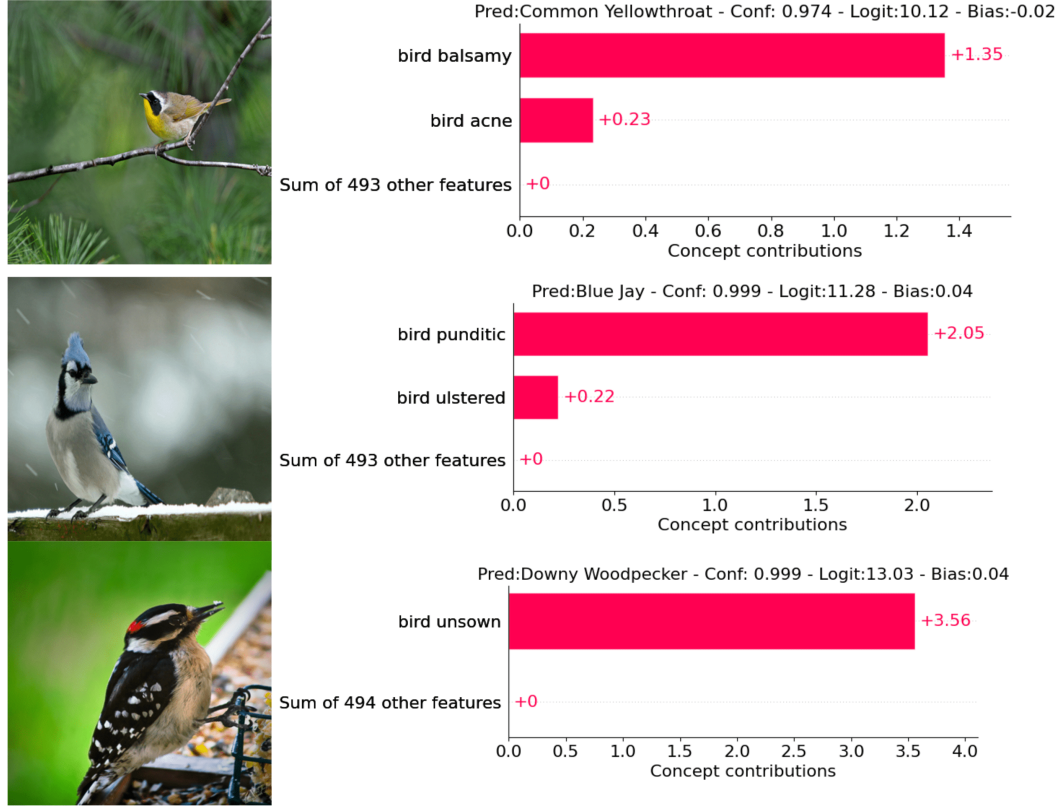 Pred:Common Yellowthroat - Conf: 0.974 - Logit:10.12 - Bias:-0.02
bird balsamy
+1.35
bird acne
+0.23
Sum of 493 other features
+0
0.0 0.2 0.4 0.6 0.8 1.0 1.2 1.4
Concept contributions
Pred:Blue Jay - Conf: 0.999 - Logit:11.28 - Bias:0.04
bird punditic
+2.05
bird ulstered
+0.22
Sum of 493 other features
+0
0.0 0.5 1.0 1.5 2.0
Concept contributions
Pred:Downy Woodpecker - Conf: 0.999 - Logit:13.03 - Bias:0.04
bird unsown
+3.56
Sum of 494 other features
+0
0.0 0.5 1.0 1.5 2.0 2.5 3.0 3.5 4.0
Concept contributions